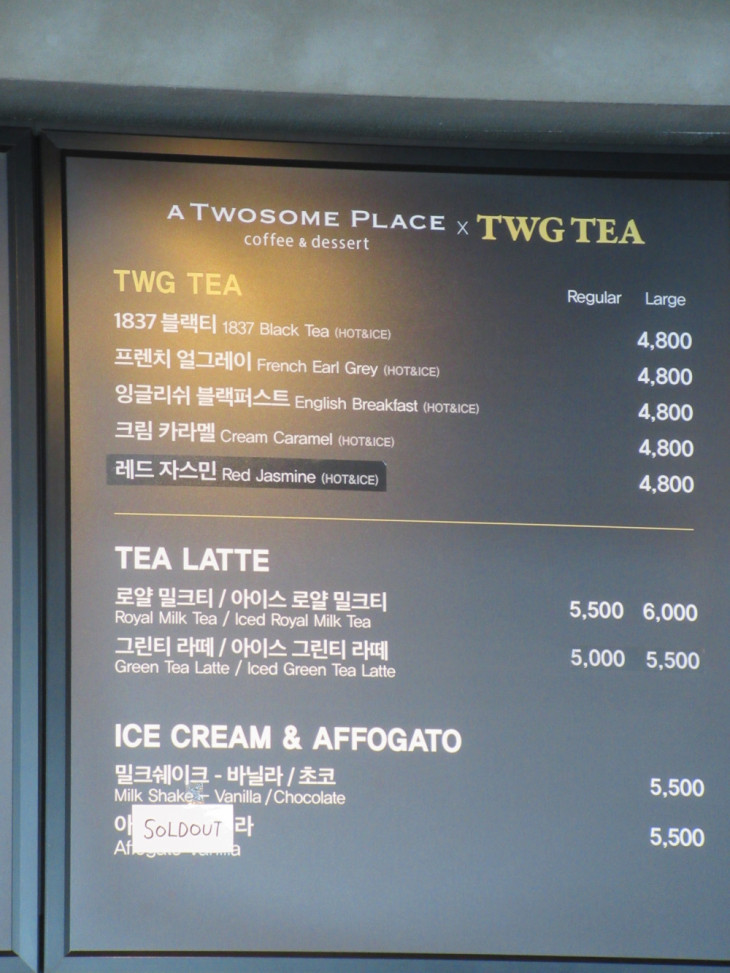 A TWOSOME PLACE x TWG TEA
coffee & dessert
TWG TEA
Regular Large
1837 블랙티 1837 Black Tea (HOT&ICE) 4,800
프렌치 얼그레이 French Earl Grey (HOT&ICE) 4,800
잉글리쉬 블랙퍼스트 English Breakfast (HOT&ICE) 4,800
크림 카라멜 Cream Caramel (HOT&ICE) 4,800
레드 자스민 Red Jasmine (HOT&ICE) 4,800
TEA LATTE
로얄 밀크티 / 아이스 로얄 밀크티 5,500 6,000
Royal Milk Tea / Iced Royal Milk Tea
그린티 라떼 / 아이스 그린티 라떼 5,000 5,500
Green Tea Latte / Iced Green Tea Latte
ICE CREAM & AFFOGATO
밀크쉐이크 - 바닐라 / 초코 5,500
Milk Shake - Vanilla / Chocolate
SOLDOUT 5,500